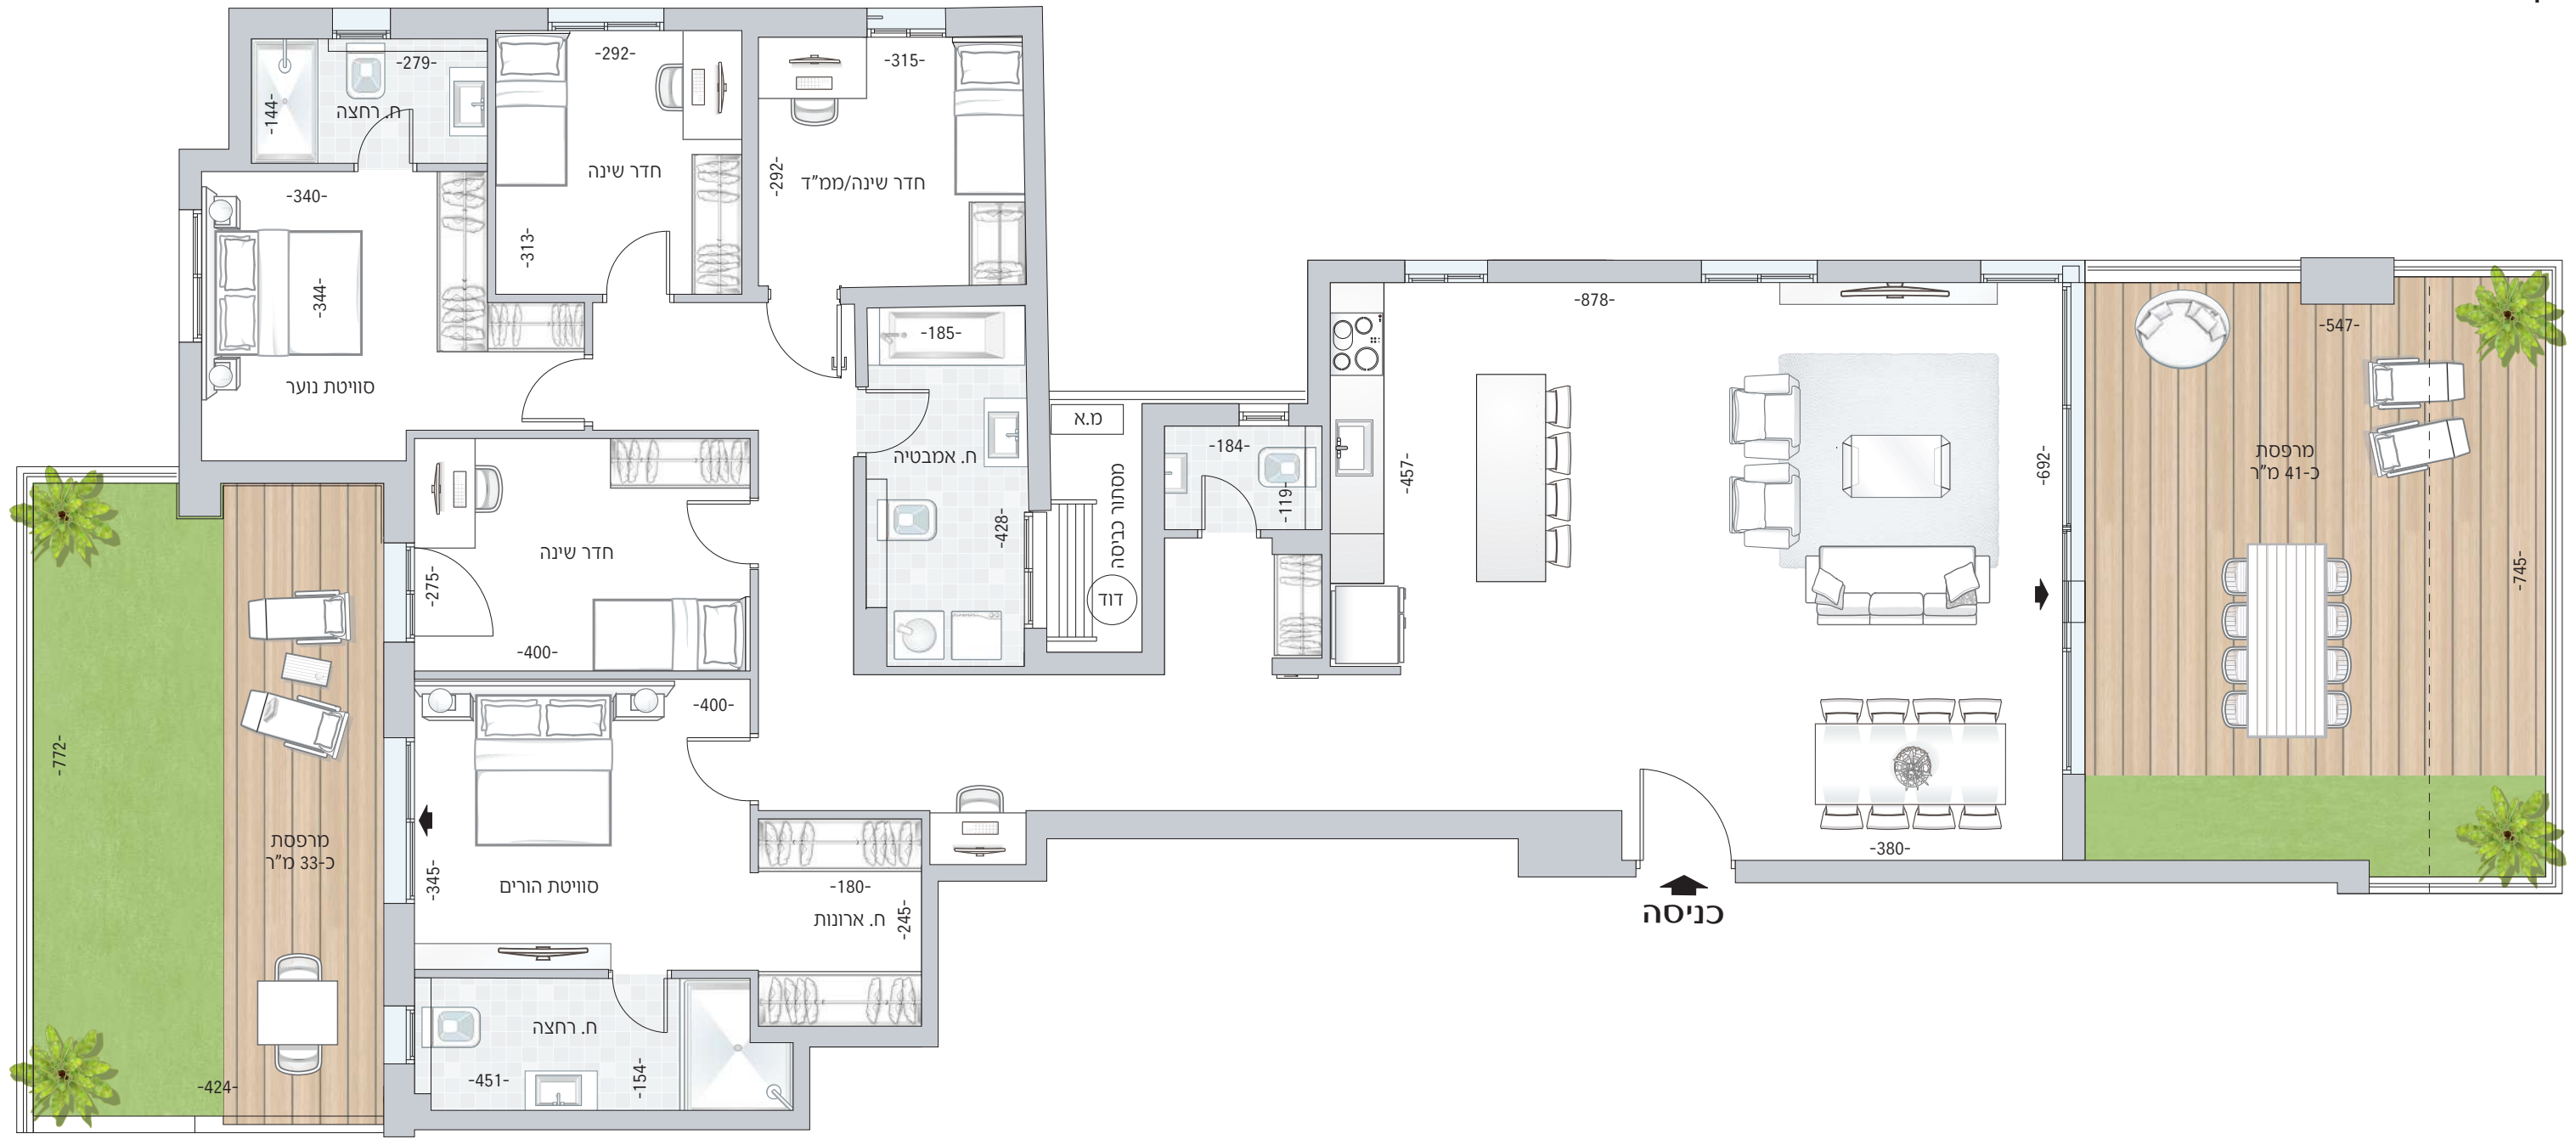 -279-
-144-
ח. רחצה
-292-
חדר שינה
-313-
-315-
-292-
חדר שינה/ממ"ד
-340-
-344-
סוויטת נוער
-185-
ח. אמבטיה
-428-
מ.א
מסתור כביסה
דוד
-184-
-119-
-878-
-457-
-692-
-380-
-547-
מרפסת
כ-41 מ"ר
-745-
חדר שינה
-275-
-400-
-400-
-345-
סוויטת הורים
-180-
-245-
ח. ארונות
ח. רחצה
-451-
-154-
-772-
מרפסת
כ-33 מ"ר
-424-
כניסה